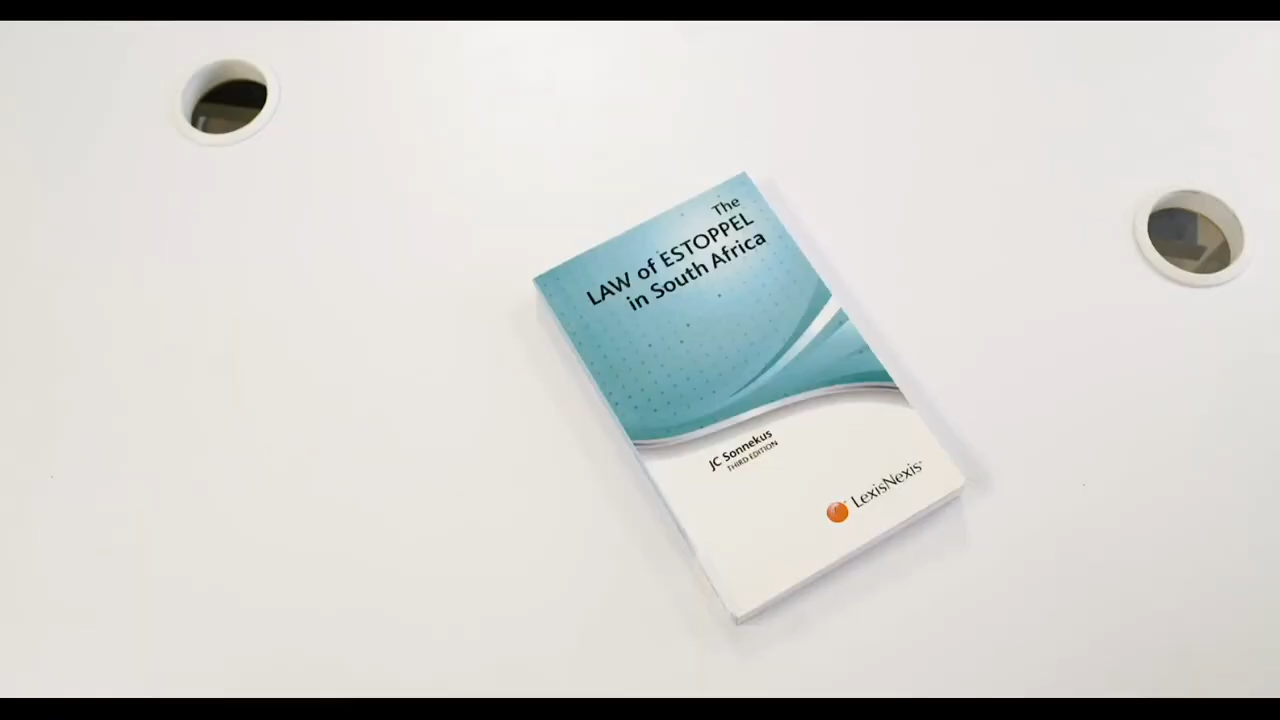 The
LAW of ESTOPPEL
in South Africa
JC Sonnekus
THIRD EDITION
LexisNexis